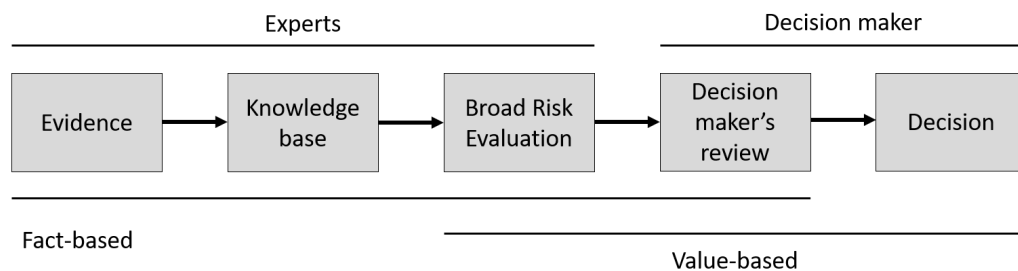 Experts
Decision maker
Evidence
Knowledge
base
Broad Risk
Evaluation
Decision
maker’s
review
Decision
Fact-based
Value-based